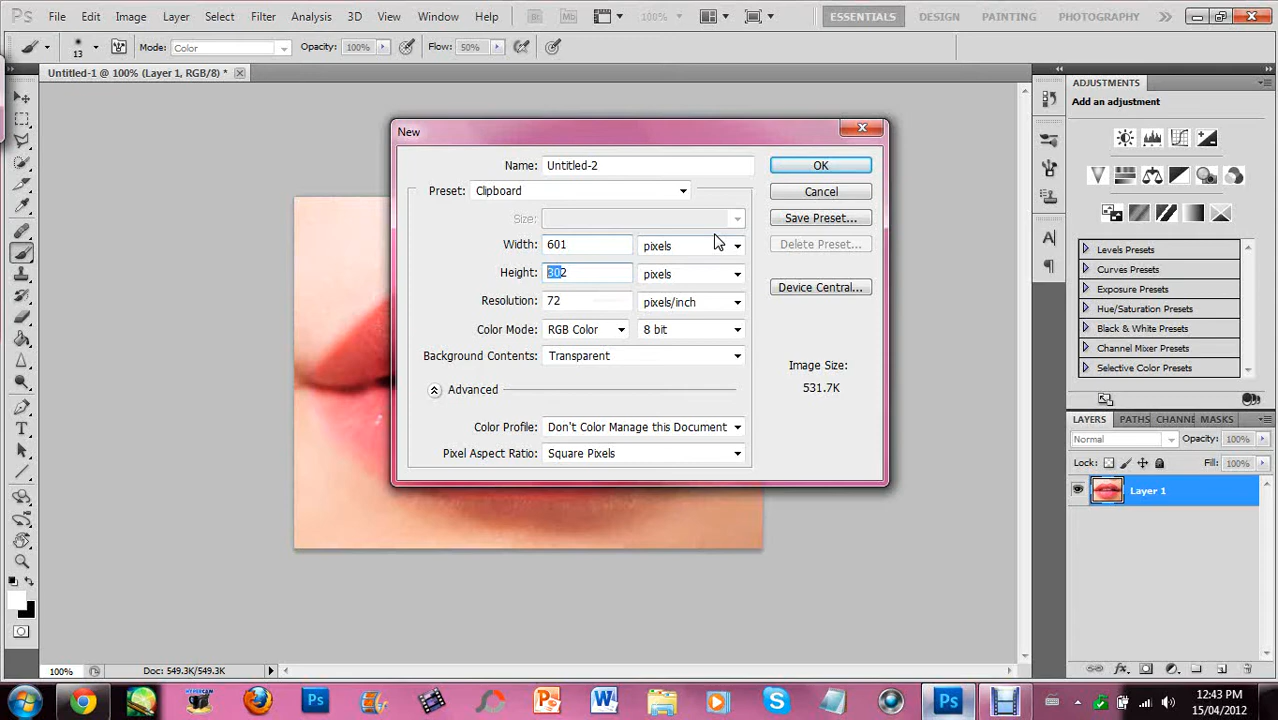 Ps File Edit Image Layer Select Filter Analysis 3D View Window Help Br Mb 100% ESSENTIALS DESIGN PAINTING PHOTOGRAPHY
13 Mode: Color Opacity: 100% Flow: 50%
Untitled-1 @ 100% (Layer 1, RGB/8) *
New
Name: Untitled-2 OK
Preset: Clipboard Cancel
Size: Save Preset...
Width: 601 pixels Delete Preset...
Height: 302 pixels
Resolution: 72 pixels/inch Device Central...
Color Mode: RGB Color 8 bit
Background Contents: Transparent
Image Size:
531.7K
Advanced
Color Profile: Don't Color Manage this Document
Pixel Aspect Ratio: Square Pixels
ADJUSTMENTS
Add an adjustment
Levels Presets
Curves Presets
Exposure Presets
Hue/Saturation Presets
Black & White Presets
Channel Mixer Presets
Selective Color Presets
LAYERS PATHS CHANNE MASKS
Normal Opacity: 100%
Lock: Fill: 100%
Layer 1
fx
A
T
100% Doc: 549.3K/549.3K
Ps P W S Ps
12:43 PM
15/04/2012